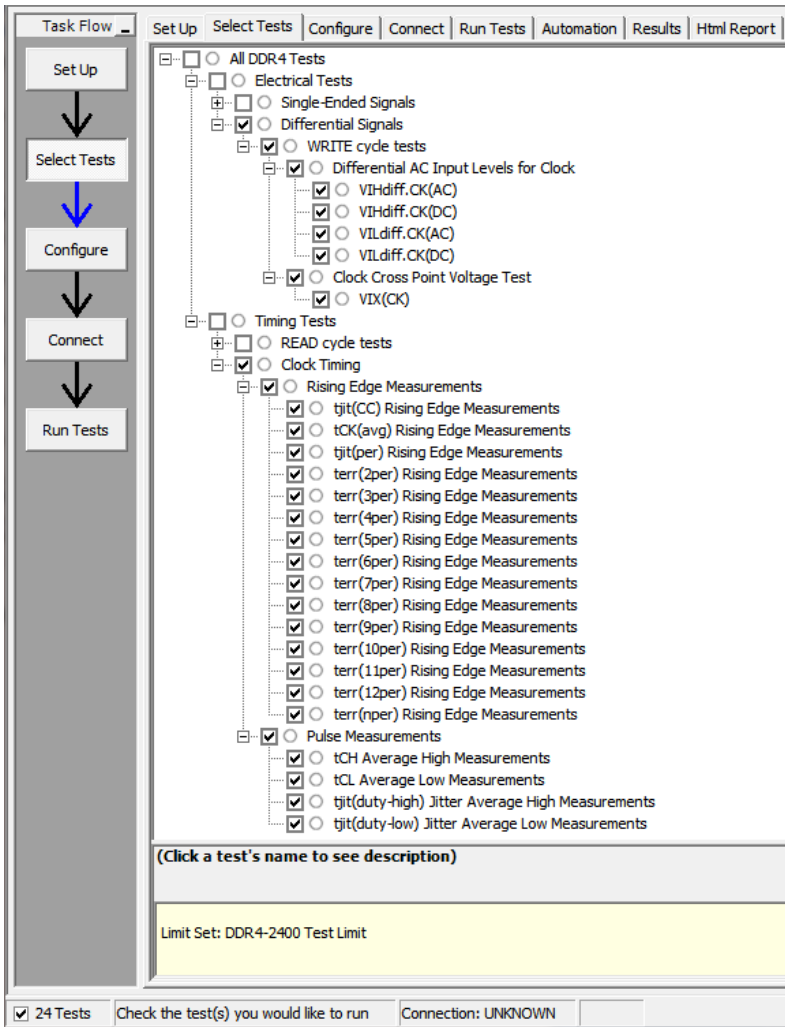 Task Flow _
Set Up
Select Tests
Configure
Connect
Run Tests
Set Up Select Tests Configure Connect Run Tests Automation Results Html Report
All DDR4 Tests
Electrical Tests
Single-Ended Signals
Differential Signals
WRITE cycle tests
Differential AC Input Levels for Clock
VIHdiff.CK(AC)
VIHdiff.CK(DC)
VILdiff.CK(AC)
VILdiff.CK(DC)
Clock Cross Point Voltage Test
VIX(CK)
Timing Tests
READ cycle tests
Clock Timing
Rising Edge Measurements
tjit(CC) Rising Edge Measurements
tCK(avg) Rising Edge Measurements
tjit(per) Rising Edge Measurements
terr(2per) Rising Edge Measurements
terr(3per) Rising Edge Measurements
terr(4per) Rising Edge Measurements
terr(5per) Rising Edge Measurements
terr(6per) Rising Edge Measurements
terr(7per) Rising Edge Measurements
terr(8per) Rising Edge Measurements
terr(9per) Rising Edge Measurements
terr(10per) Rising Edge Measurements
terr(11per) Rising Edge Measurements
terr(12per) Rising Edge Measurements
terr(nper) Rising Edge Measurements
Pulse Measurements
tCH Average High Measurements
tCL Average Low Measurements
tjit(duty-high) Jitter Average High Measurements
tjit(duty-low) Jitter Average Low Measurements
(Click a test's name to see description)
Limit Set: DDR4-2400 Test Limit
24 Tests Check the test(s) you would like to run Connection: UNKNOWN